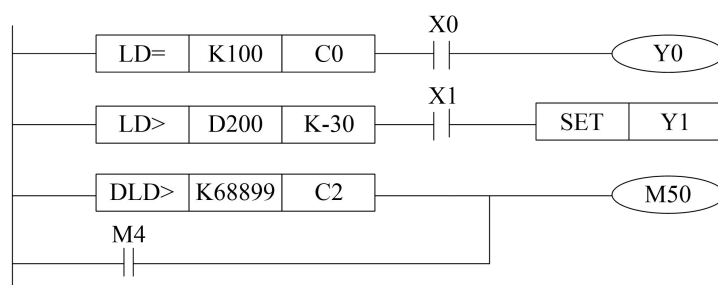 X0
LD= K100 C0 Y0
X1
LD> D200 K-30 SET Y1
DLD> K68899 C2 M50
M4